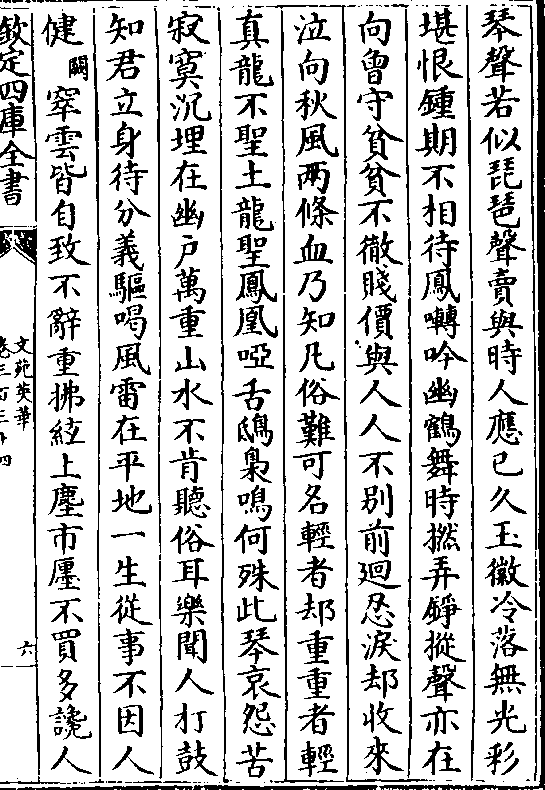 琴聲若似琵琶聲賣與時人應已久玉徽冷落無光彩
堪恨鍾期不相待鳳囀吟幽鶴舞時撚弄錚摐聲亦在
向曾守貧貧不徹賤價與人人不别前迴忍淚却收來
泣向秋風兩條血乃知凡俗難可名輕者却重重者輕
真龍不聖土龍聖鳳凰啞舌鴟梟鳴何殊此琴哀怨苦
寂寞沉埋在幽户萬重山水不肯聽俗耳樂聞人打鼓
知君立身待分義驅喝風雷在平地一生從事不因人
健闕窣雲皆自致不辭重拂絃上塵市廛不買多讒人
欽定四庫全書
文苑英華
卷三百三十四
六